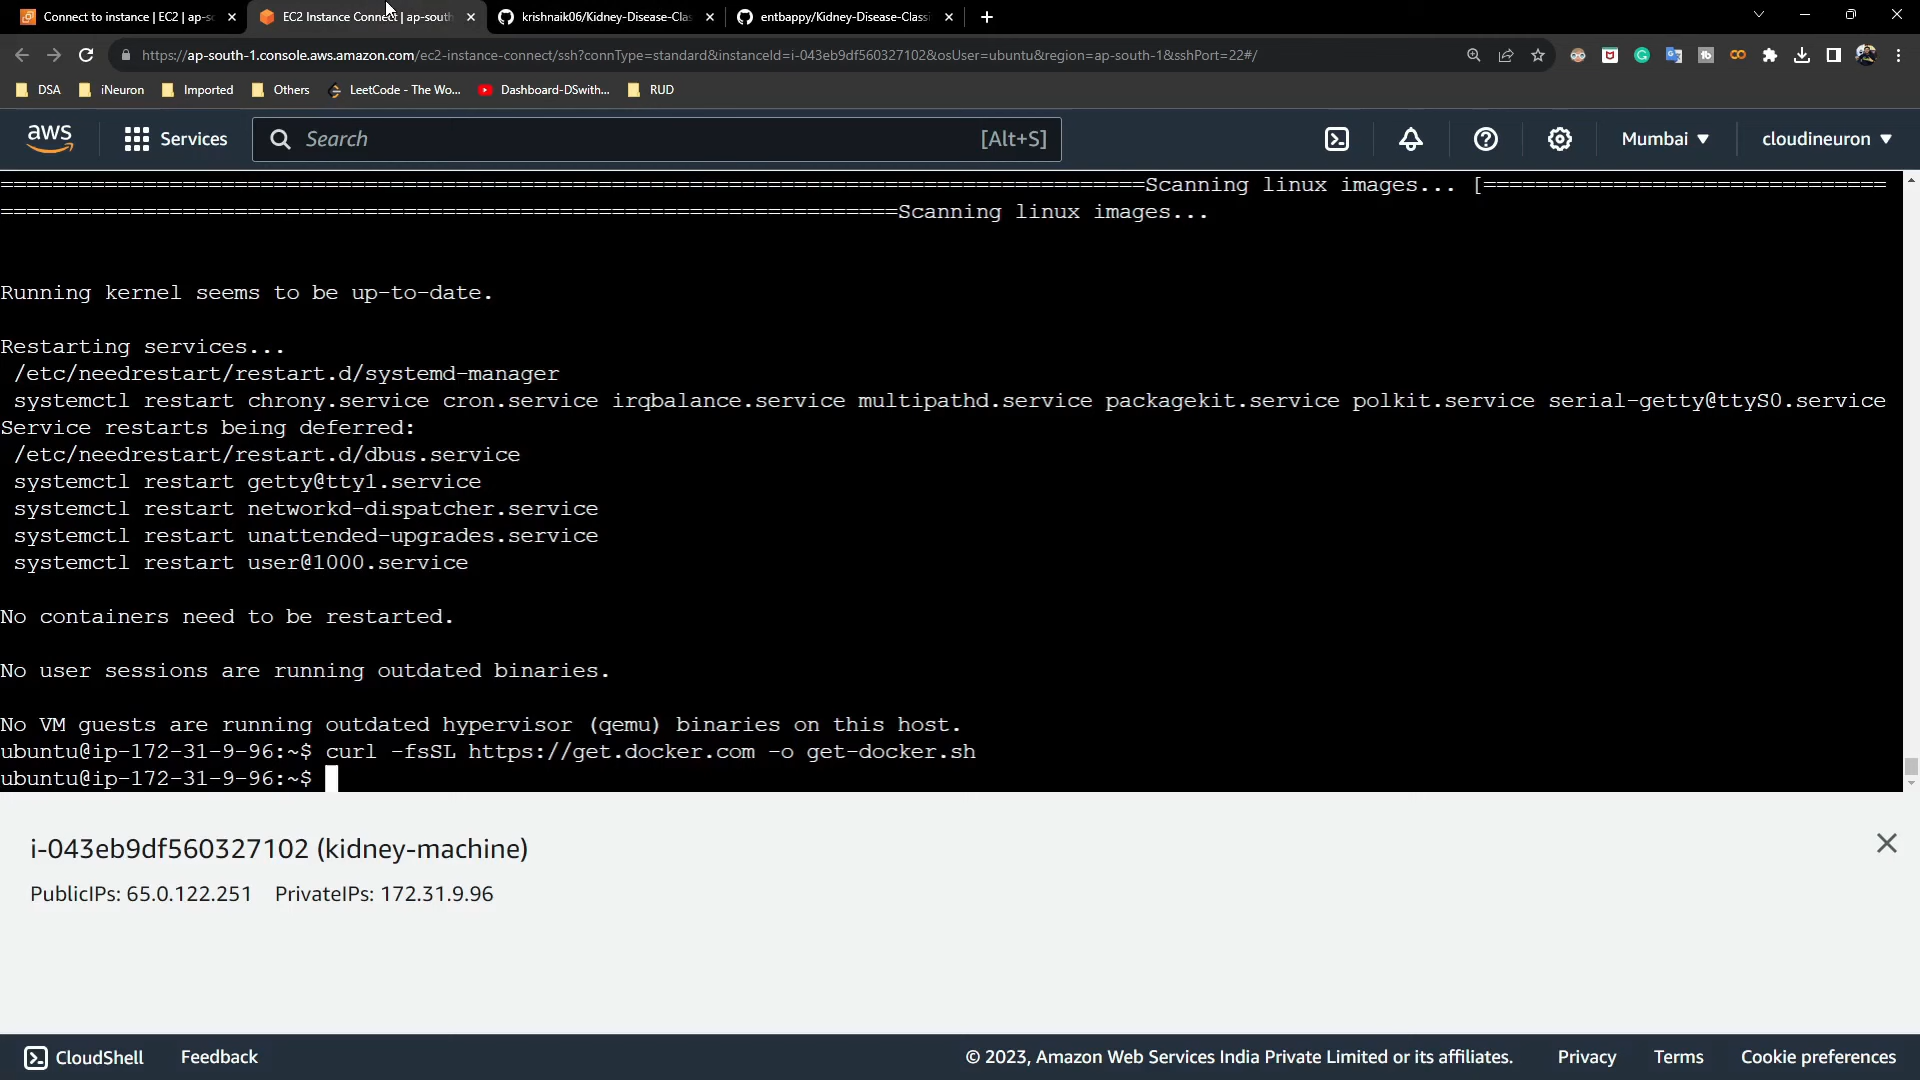 Connect to instance | EC2 | ap-s
EC2 Instance Connect | ap-south
krishnaik06/Kidney-Disease-Clas
entbappy/Kidney-Disease-Classi
https://ap-south-1.console.aws.amazon.com/ec2-instance-connect/ssh?connType=standard&instanceId=i-043eb9df560327102&osUser=ubuntu&region=ap-south-1&sshPort=22#/
DSA
iNeuron
Imported
Others
LeetCode - The Wo...
Dashboard-DSwith...
RUD
aws
Services
Search
[Alt+S]
Mumbai
cloudineuron
========================================================================================Scanning linux images... [===============================
=====================================================================Scanning linux images...
Running kernel seems to be up-to-date.
Restarting services...
/etc/needrestart/restart.d/systemd-manager
systemctl restart chrony.service cron.service irqbalance.service multipathd.service packagekit.service polkit.service serial-getty@ttyS0.service
Service restarts being deferred:
/etc/needrestart/restart.d/dbus.service
systemctl restart getty@tty1.service
systemctl restart networkd-dispatcher.service
systemctl restart unattended-upgrades.service
systemctl restart user@1000.service
No containers need to be restarted.
No user sessions are running outdated binaries.
No VM guests are running outdated hypervisor (qemu) binaries on this host.
ubuntu@ip-172-31-9-96:~$ curl -fsSL https://get.docker.com -o get-docker.sh
ubuntu@ip-172-31-9-96:~$
i-043eb9df560327102 (kidney-machine)
PublicIPs: 65.0.122.251 PrivateIPs: 172.31.9.96
CloudShell
Feedback
© 2023, Amazon Web Services India Private Limited or its affiliates.
Privacy
Terms
Cookie preferences